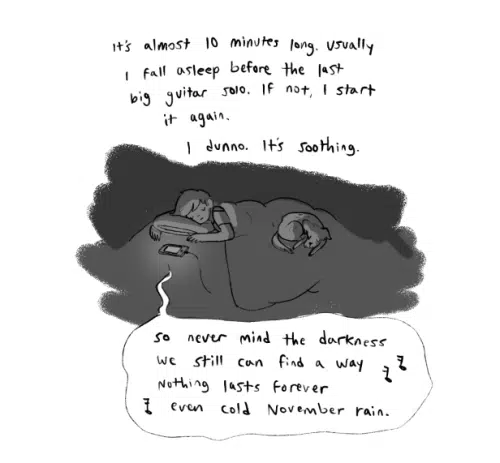 It's almost 10 minutes long. Usually
I fall asleep before the last
big guitar solo. If not, I start
it again.
I dunno. It's soothing.
So never mind the darkness
We still can find a way
Nothing lasts forever
even cold November rain.